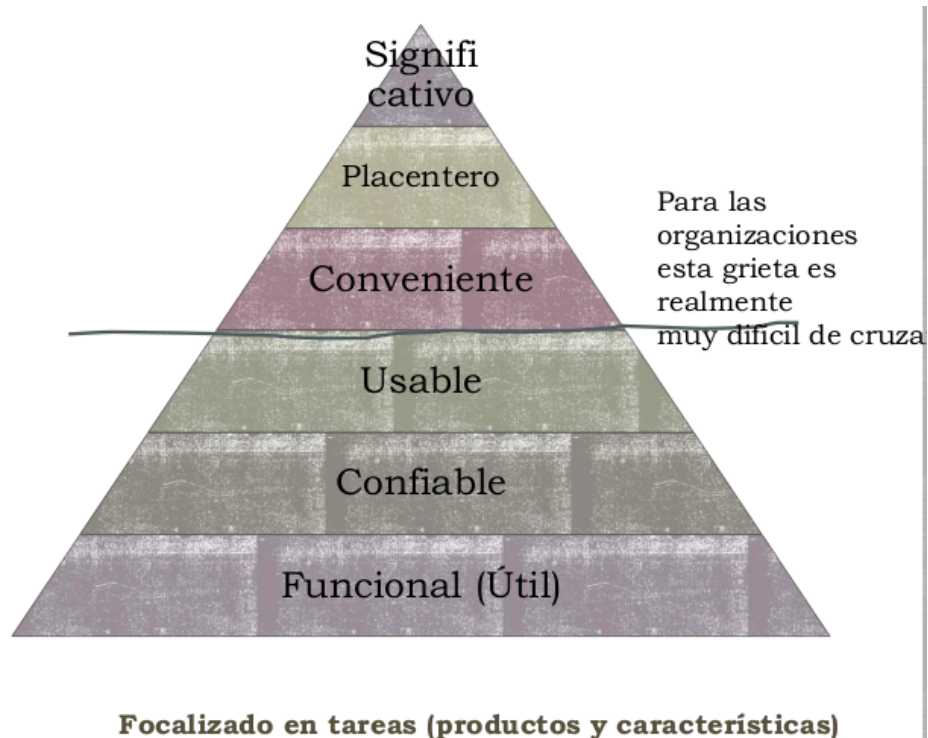 Signifi
cativo
Placentero
Conveniente
Para las
organizaciones
esta grieta es
realmente
muy difícil de cruza
Usable
Confiable
Funcional (Útil)
Focalizado en tareas (productos y características)